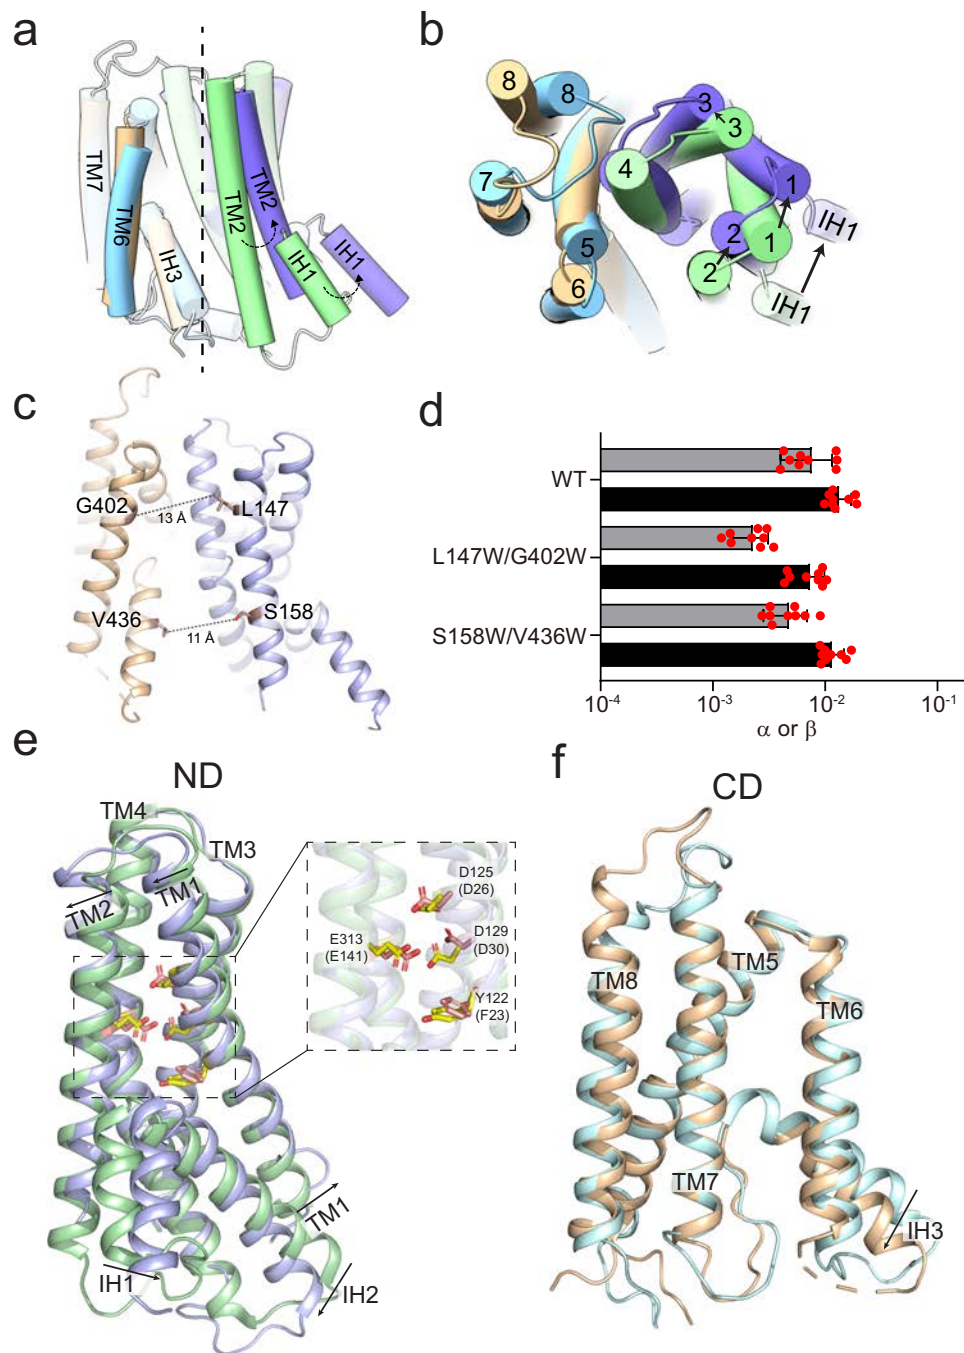 a
TM7
TM6
IH3
TM2
TM2
IH1
IH1
b
8
8
3
3
7
4
1
IH1
5
2
1
2
6
IH1
c
G402
L147
13 Å
V436
S158
11 Å
d
WT
L147W/G402W
S158W/V436W
10-4
10-3
10-2
10-1
α or β
e
ND
TM4
TM3
TM1
TM2
D125
(D26)
D129
(D30)
E313
(E141)
Y122
(F23)
TM1
IH1
IH2
f
CD
TM5
TM8
TM6
TM7
IH3